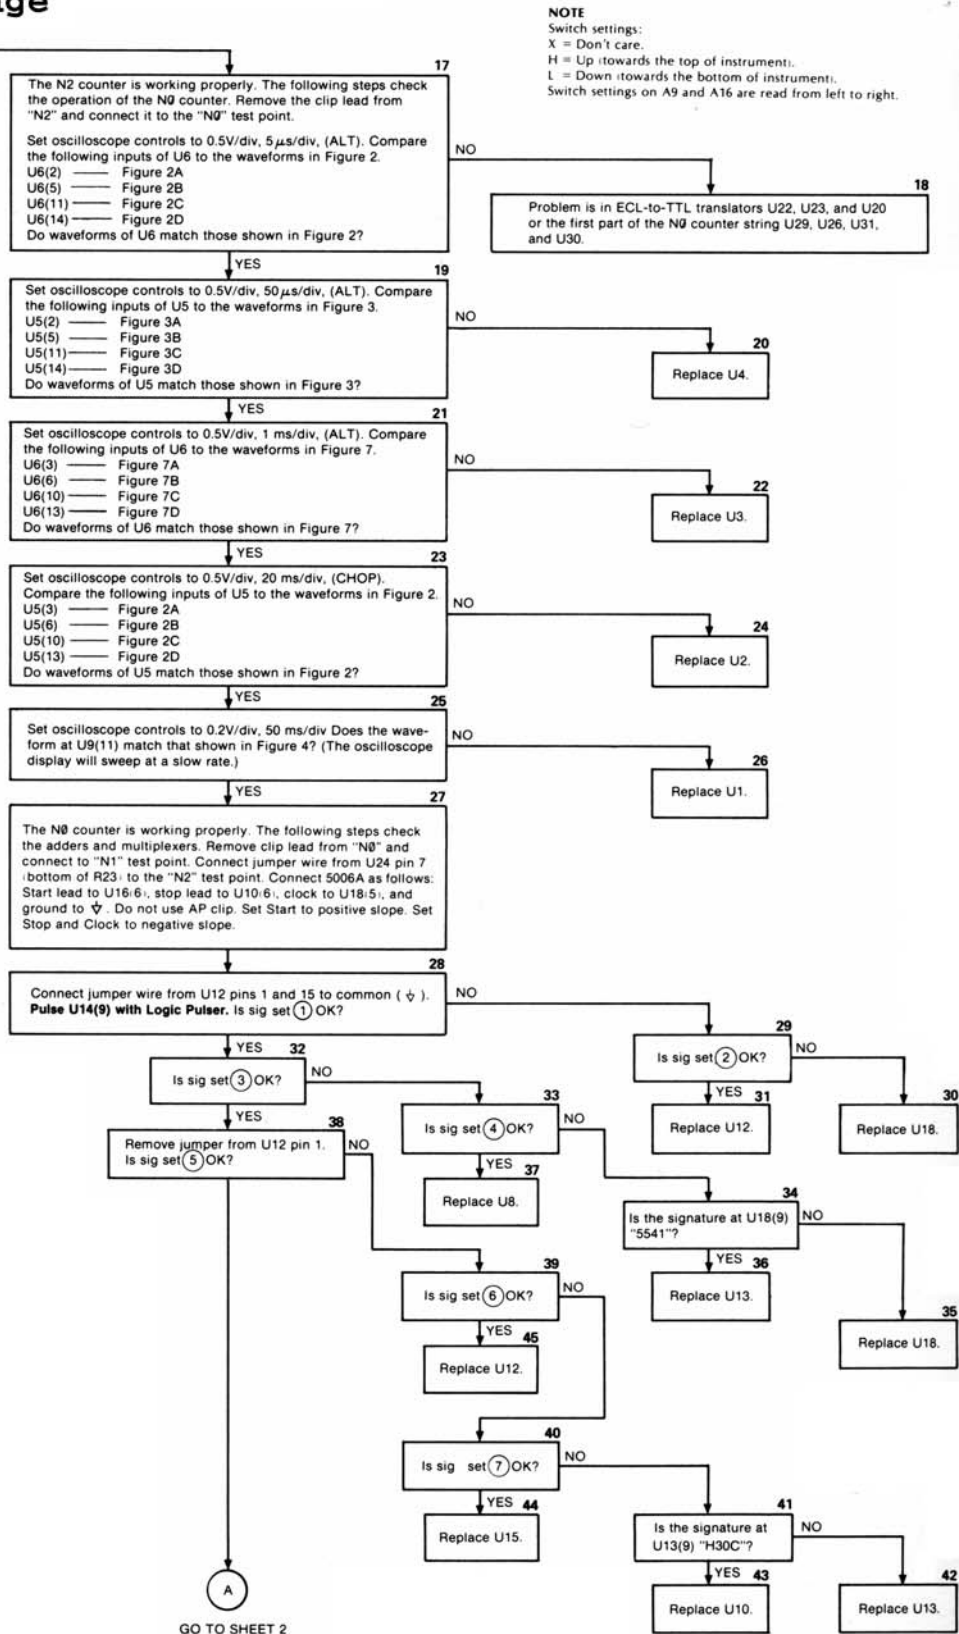 NOTE
Switch settings:
X = Don't care.
H = Up (towards the top of instrument).
L = Down (towards the bottom of instrument).
Switch settings on A9 and A16 are read from left to right.
17
The N2 counter is working properly. The following steps check
the operation of the N0 counter. Remove the clip lead from
"N2" and connect it to the "N0" test point.
Set oscilloscope controls to 0.5V/div, 5µs/div, (ALT). Compare
the following inputs of U6 to the waveforms in Figure 2.
U6(2) —— Figure 2A
U6(5) —— Figure 2B
U6(11) —— Figure 2C
U6(14) —— Figure 2D
Do waveforms of U6 match those shown in Figure 2?
NO
18
Problem is in ECL-to-TTL translators U22, U23, and U20
or the first part of the N0 counter string U29, U26, U31,
and U30.
YES
19
Set oscilloscope controls to 0.5V/div, 50µs/div, (ALT). Compare
the following inputs of U5 to the waveforms in Figure 3.
U5(2) —— Figure 3A
U5(5) —— Figure 3B
U5(11) —— Figure 3C
U5(14) —— Figure 3D
Do waveforms of U5 match those shown in Figure 3?
NO
20
Replace U4.
YES
21
Set oscilloscope controls to 0.5V/div, 1 ms/div, (ALT). Compare
the following inputs of U6 to the waveforms in Figure 7.
U6(3) —— Figure 7A
U6(6) —— Figure 7B
U6(10) —— Figure 7C
U6(13) —— Figure 7D
Do waveforms of U6 match those shown in Figure 7?
NO
22
Replace U3.
YES
23
Set oscilloscope controls to 0.5V/div, 20 ms/div, (CHOP).
Compare the following inputs of U5 to the waveforms in Figure 2.
U5(3) —— Figure 2A
U5(6) —— Figure 2B
U5(10) —— Figure 2C
U5(13) —— Figure 2D
Do waveforms of U5 match those shown in Figure 2?
NO
24
Replace U2.
YES
25
Set oscilloscope controls to 0.2V/div, 50 ms/div Does the wave-
form at U9(11) match that shown in Figure 4? (The oscilloscope
display will sweep at a slow rate.)
NO
26
Replace U1.
YES
27
The N0 counter is working properly. The following steps check
the adders and multiplexers. Remove clip lead from "N0" and
connect to "N1" test point. Connect jumper wire from U24 pin 7
(bottom of R23) to the "N2" test point. Connect 5006A as follows:
Start lead to U16(6), stop lead to U10(6), clock to U18(5), and
ground to ⏚. Do not use AP clip. Set Start to positive slope. Set
Stop and Clock to negative slope.
28
Connect jumper wire from U12 pins 1 and 15 to common (⏚).
Pulse U14(9) with Logic Pulser. Is sig set 1 OK?
NO
29
Is sig set 2 OK?
NO
30
Replace U18.
YES 31
Replace U12.
YES 32
Is sig set 3 OK?
NO
33
Is sig set 4 OK?
NO
34
Is the signature at U18(9)
"5541"?
NO
35
Replace U18.
YES 36
Replace U13.
YES 37
Replace U8.
YES
38
Remove jumper from U12 pin 1.
Is sig set 5 OK?
NO
39
Is sig set 6 OK?
NO
YES 45
Replace U12.
40
Is sig set 7 OK?
NO
YES 44
Replace U15.
41
Is the signature at
U13(9) "H30C"?
NO
42
Replace U13.
YES 43
Replace U10.
A
GO TO SHEET 2